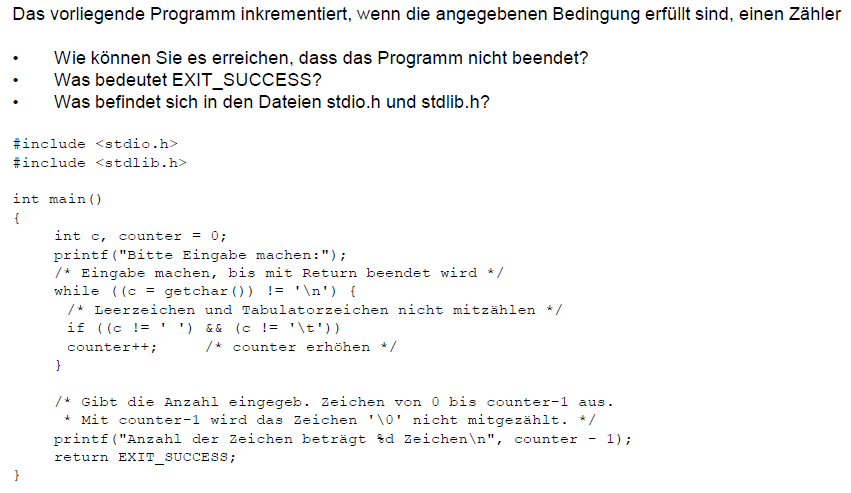 Das vorliegende Programm inkrementiert, wenn die angegebenen Bedingung erfüllt sind, einen Zähler
• Wie können Sie es erreichen, dass das Programm nicht beendet?
• Was bedeutet EXIT_SUCCESS?
• Was befindet sich in den Dateien stdio.h und stdlib.h?
#include <stdio.h>
#include <stdlib.h>
int main()
{
int c, counter = 0;
printf("Bitte Eingabe machen:");
/* Eingabe machen, bis mit Return beendet wird */
while ((c = getchar()) != '\n') {
/* Leerzeichen und Tabulatorzeichen nicht mitzählen */
if ((c != ' ') && (c != '\t'))
counter++; /* counter erhöhen */
}
/* Gibt die Anzahl eingegeb. Zeichen von 0 bis counter-1 aus.
* Mit counter-1 wird das Zeichen '\0' nicht mitgezählt. */
printf("Anzahl der Zeichen beträgt %d Zeichen\n", counter - 1);
return EXIT_SUCCESS;
}